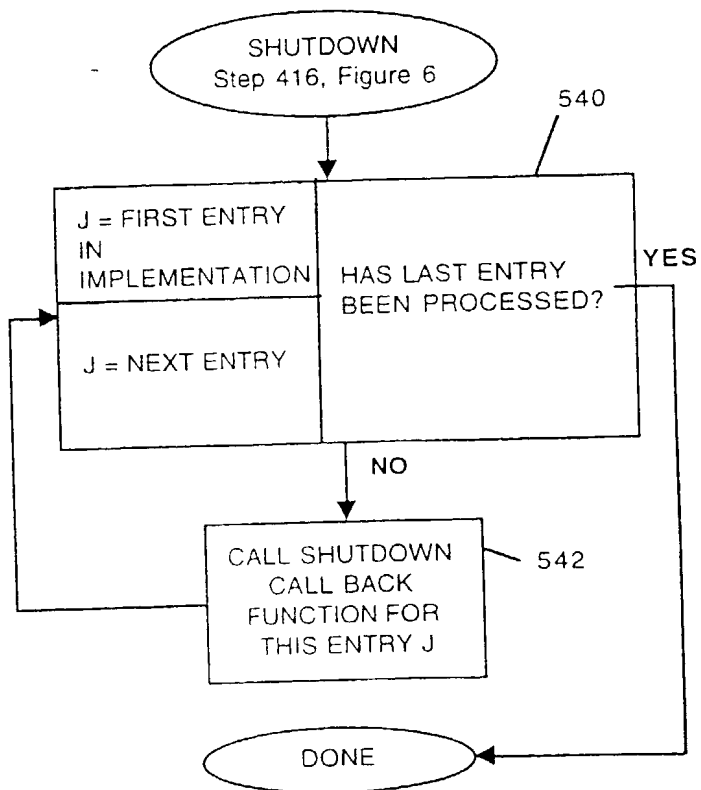 SHUTDOWN
Step 416, Figure 6
540
J = FIRST ENTRY
IN
IMPLEMENTATION
HAS LAST ENTRY
BEEN PROCESSED?
YES
J = NEXT ENTRY
NO
CALL SHUTDOWN
CALL BACK
FUNCTION FOR
THIS ENTRY J
542
DONE